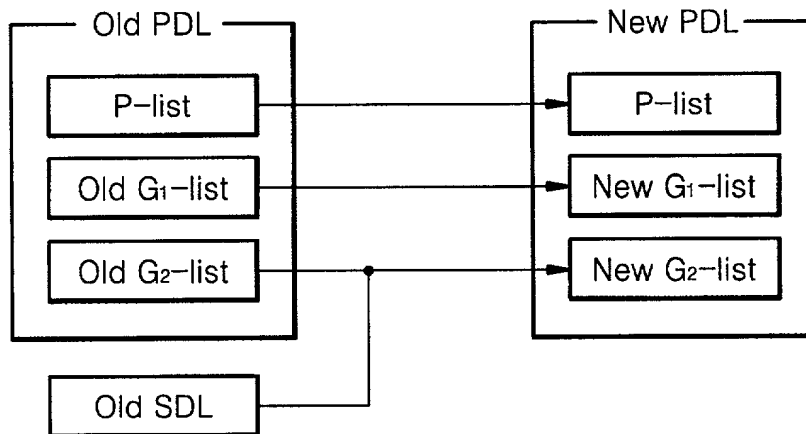 Old PDL
New PDL
P-list
P-list
Old G1-list
New G1-list
Old G2-list
New G2-list
Old SDL